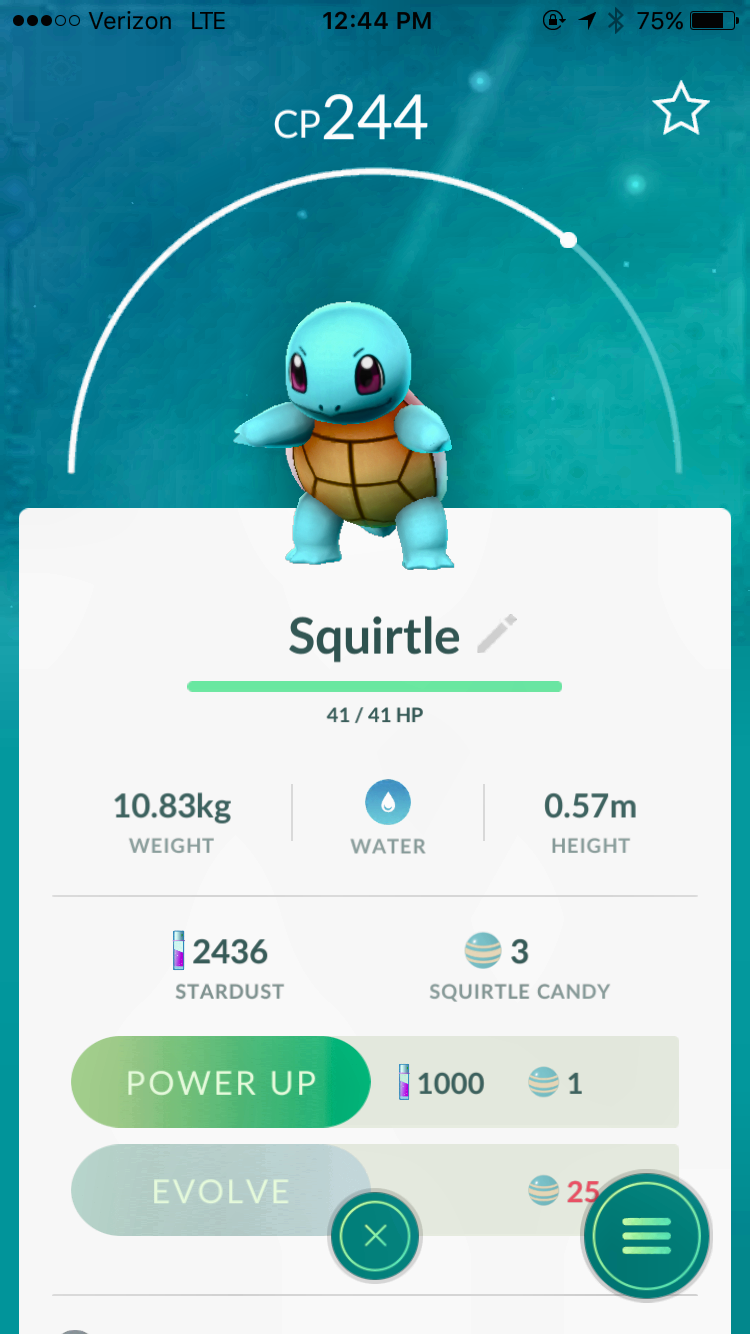 Verizon LTE 12:44 PM 75%
CP244
Squirtle
41 / 41 HP
10.83kg 0.57m
WEIGHT WATER HEIGHT
2436 3
STARDUST SQUIRTLE CANDY
POWER UP 1000 1
EVOLVE 25